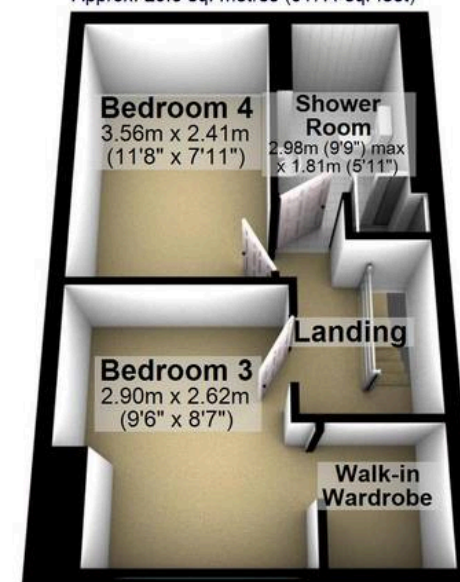 Bedroom 4
3.56m x 2.41m
(11'8" x 7'11")
Shower
Room
2.98m (9'9") max
x 1.81m (5'11")
Landing
Bedroom 3
2.90m x 2.62m
(9'6" x 8'7")
Walk-in
Wardrobe